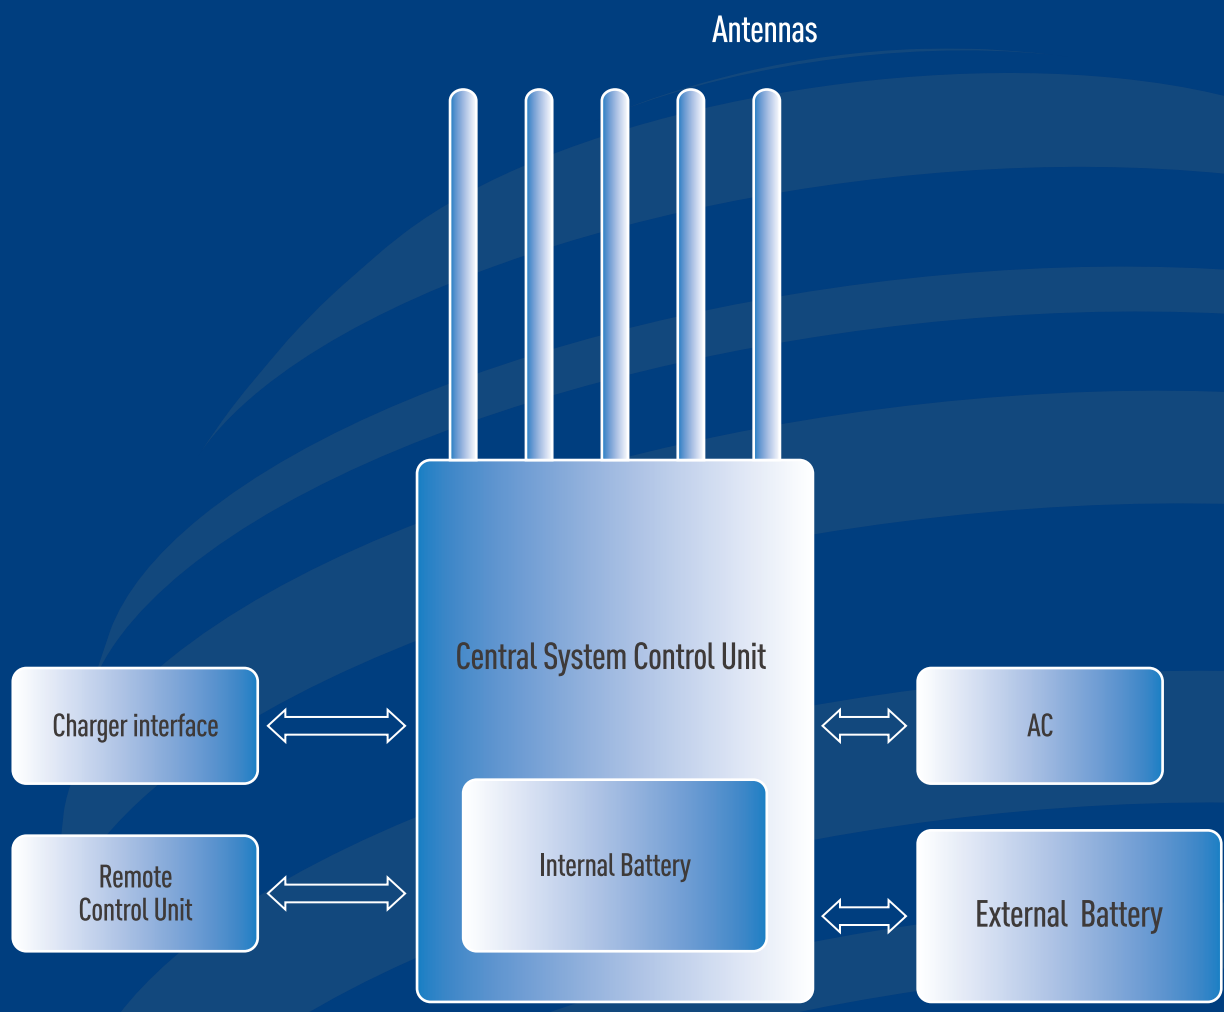 Antennas
Central System Control Unit
Charger interface
AC
Internal Battery
Remote
Control Unit
External Battery